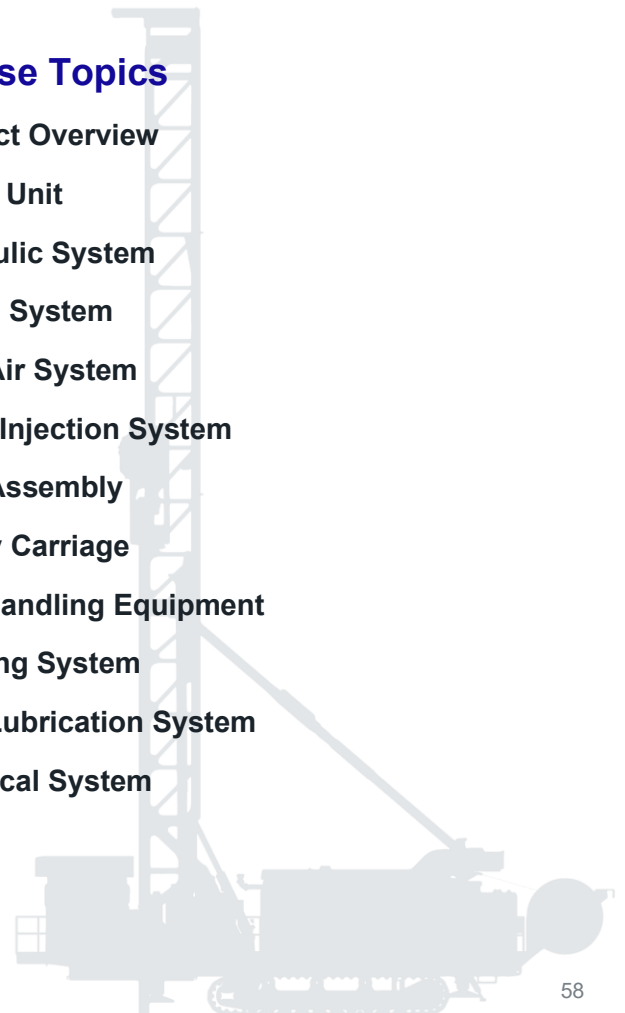 se Topics
ct Overview
Unit
ulic System
System
Air System
Injection System
Assembly
y Carriage
andling Equipment
ng System
Lubrication System
cal System
58